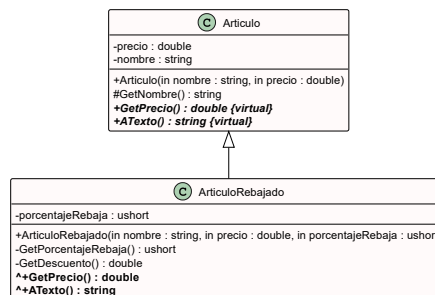 C Articulo
-precio : double
-nombre : string
+Articulo(in nombre : string, in precio : double)
#GetNombre() : string
+GetPrecio() : double {virtual}
+ATexto() : string {virtual}
C ArticuloRebajado
-porcentajeRebaja : ushort
+ArticuloRebajado(in nombre : string, in precio : double, in porcentajeRebaja : ushor
-GetPorcentajeRebaja() : ushort
-GetDescuento() : double
^+GetPrecio() : double
^+ATexto() : string